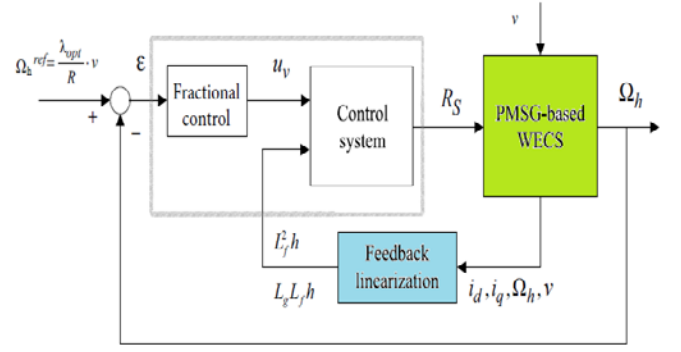 v
Ω_h^ref = λ_opt/R · v
ε
u_v
Fractional
control
Control
system
R_S
PMSG-based
WECS
Ω_h
+
−
L_f^2 h
L_g L_f h
Feedback
linearization
i_d, i_q, Ω_h, v